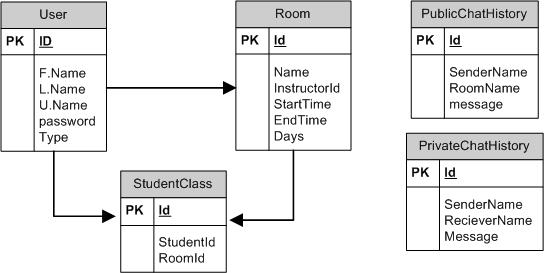 User
PK ID
F.Name
L.Name
U.Name
password
Type
Room
PK Id
Name
InstructorId
StartTime
EndTime
Days
PublicChatHistory
PK Id
SenderName
RoomName
message
StudentClass
PK Id
StudentId
RoomId
PrivateChatHistory
PK Id
SenderName
RecieverName
Message